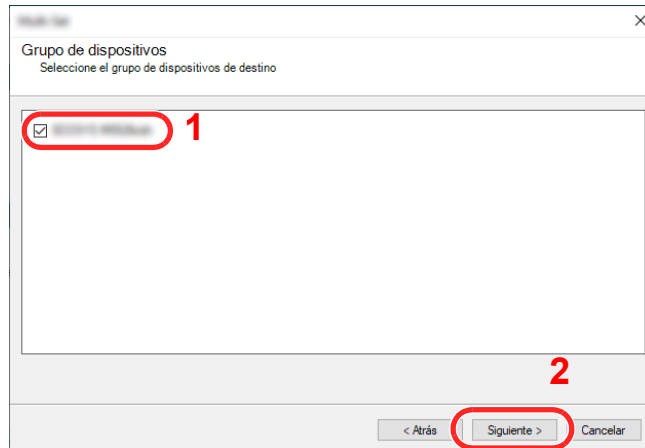 Grupo de dispositivos
Seleccione el grupo de dispositivos de destino
1
2
< Atrás
Siguiente >
Cancelar